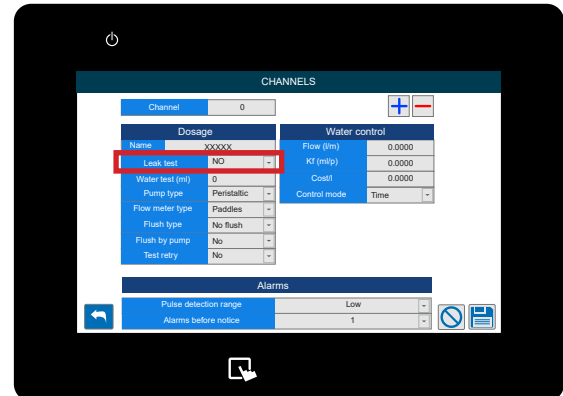 CHANNELS
Channel 0
Dosage
Name XXXXX
Leak test NO
Water test (ml) 0
Pump type Peristaltic
Flow meter type Paddles
Flush type No flush
Flush by pump No
Test retry No
Water control
Flow (l/m) 0.0000
Kf (ml/p) 0.0000
Cost/l 0.0000
Control mode Time
Alarms
Pulse detection range Low
Alarms before notice 1